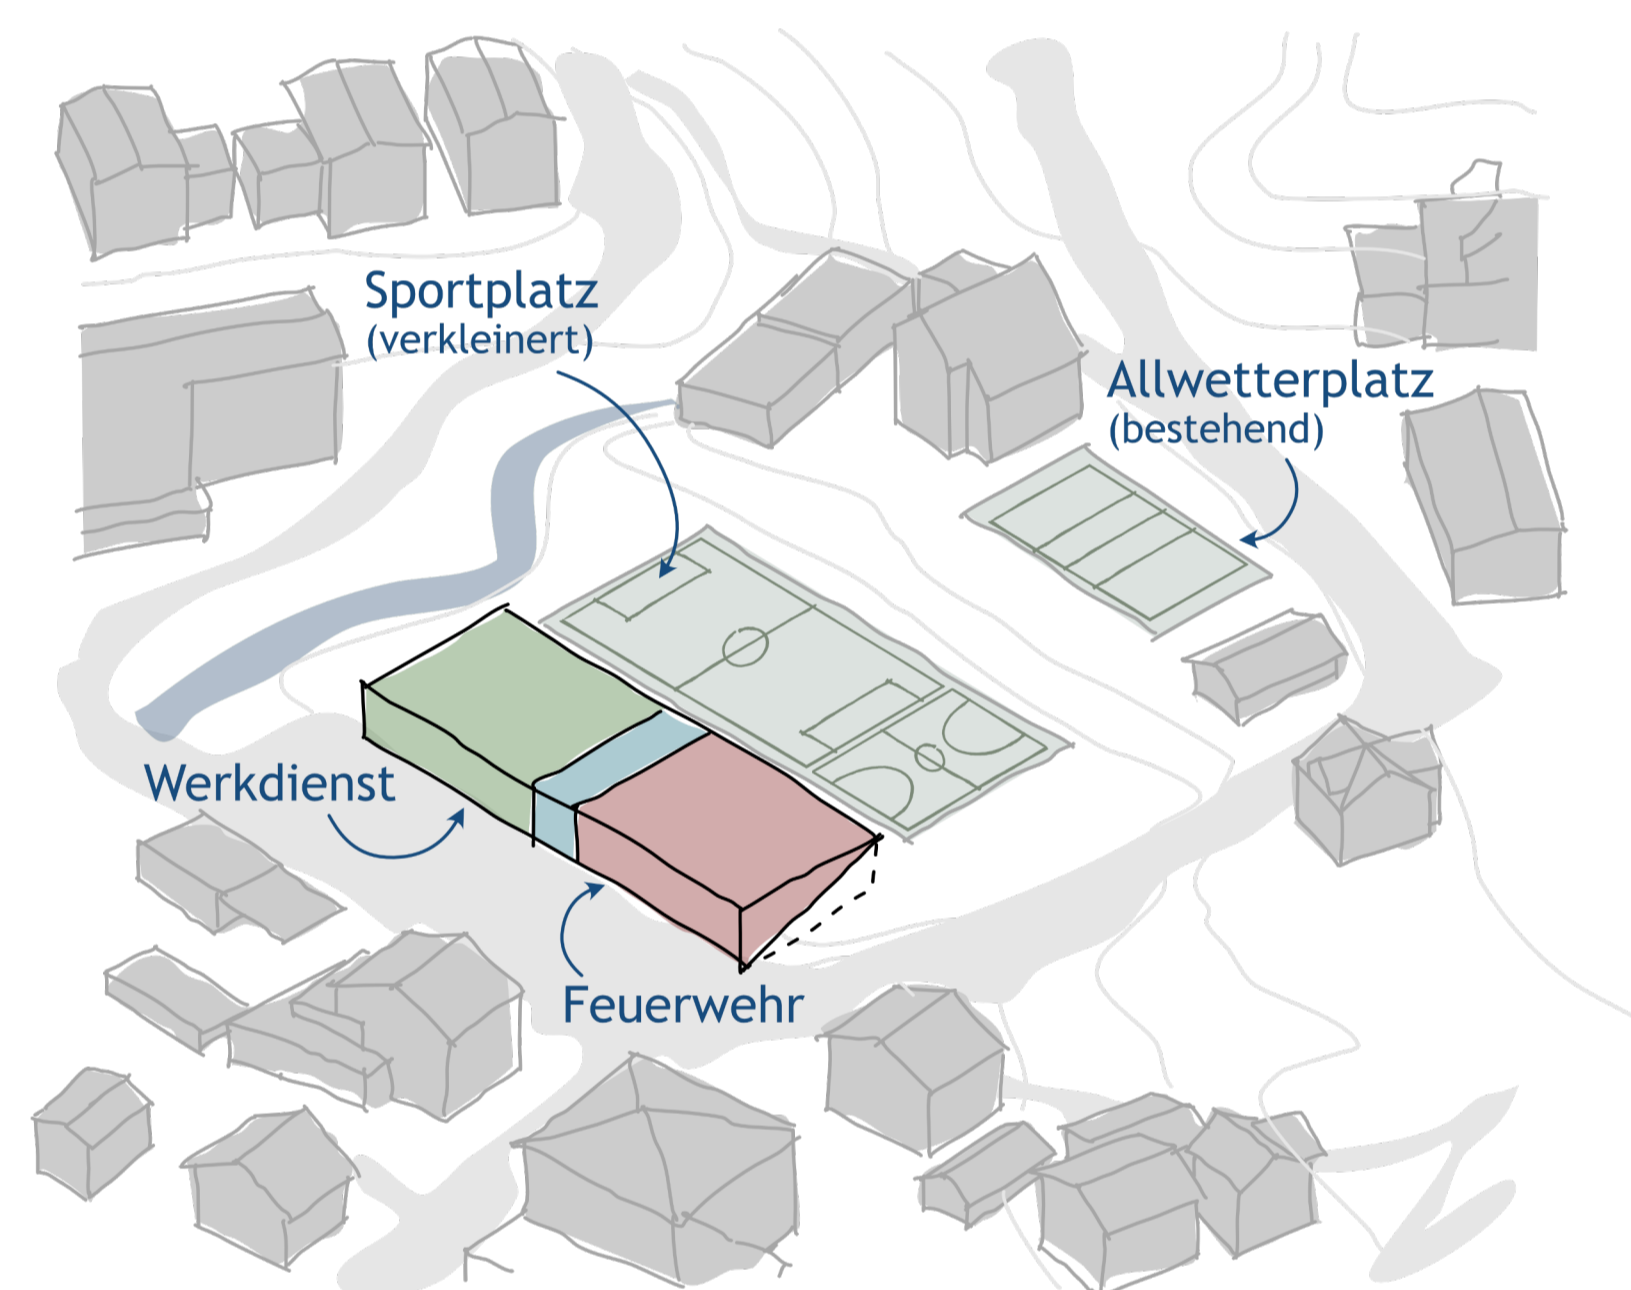 Sportplatz
(verkleinert)
Allwetterplatz
(bestehend)
Werkdienst
Feuerwehr